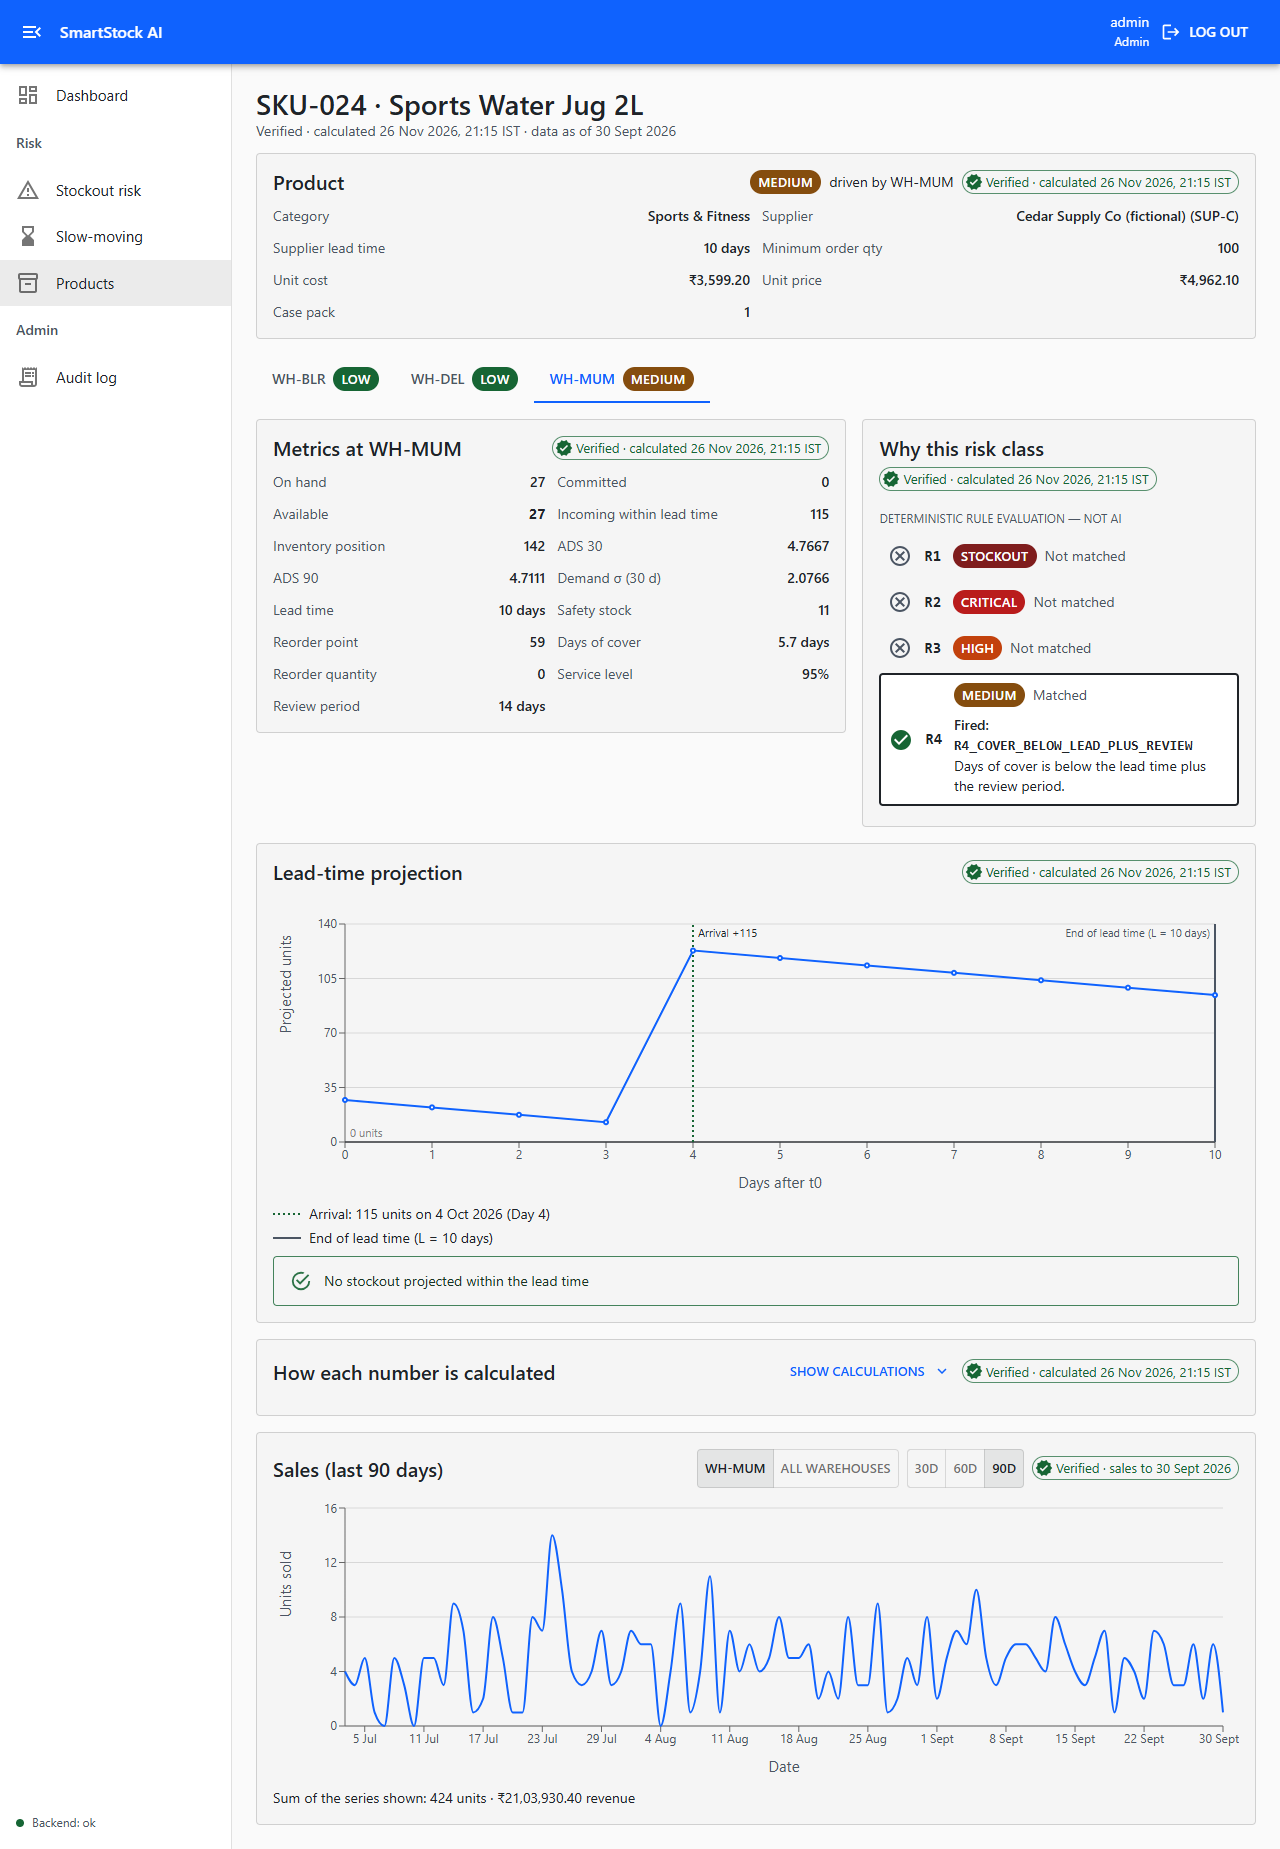 SmartStock AI
admin
Admin
LOG OUT
Dashboard
Risk
Stockout risk
Slow-moving
Products
Admin
Audit log
Backend: ok
SKU-024 · Sports Water Jug 2L
Verified · calculated 26 Nov 2026, 21:15 IST · data as of 30 Sept 2026
Product
MEDIUM driven by WH-MUM Verified · calculated 26 Nov 2026, 21:15 IST
Category Sports & Fitness Supplier Cedar Supply Co (fictional) (SUP-C)
Supplier lead time 10 days Minimum order qty 100
Unit cost ₹3,599.20 Unit price ₹4,962.10
Case pack 1
WH-BLR LOW WH-DEL LOW WH-MUM MEDIUM
Metrics at WH-MUM Verified · calculated 26 Nov 2026, 21:15 IST
On hand 27 Committed 0
Available 27 Incoming within lead time 115
Inventory position 142 ADS 30 4.7667
ADS 90 4.7111 Demand σ (30 d) 2.0766
Lead time 10 days Safety stock 11
Reorder point 59 Days of cover 5.7 days
Reorder quantity 0 Service level 95%
Review period 14 days
Why this risk class
Verified · calculated 26 Nov 2026, 21:15 IST
DETERMINISTIC RULE EVALUATION — NOT AI
R1 STOCKOUT Not matched
R2 CRITICAL Not matched
R3 HIGH Not matched
R4 MEDIUM Matched
Fired:
R4_COVER_BELOW_LEAD_PLUS_REVIEW
Days of cover is below the lead time plus
the review period.
Lead-time projection Verified · calculated 26 Nov 2026, 21:15 IST
Projected units
140
105
70
35
0
Arrival +115
End of lead time (L = 10 days)
0 units
0 1 2 3 4 5 6 7 8 9 10
Days after t0
Arrival: 115 units on 4 Oct 2026 (Day 4)
End of lead time (L = 10 days)
No stockout projected within the lead time
How each number is calculated SHOW CALCULATIONS Verified · calculated 26 Nov 2026, 21:15 IST
Sales (last 90 days) WH-MUM ALL WAREHOUSES 30D 60D 90D Verified · sales to 30 Sept 2026
Units sold
16
12
8
4
0
5 Jul 11 Jul 17 Jul 23 Jul 29 Jul 4 Aug 11 Aug 18 Aug 25 Aug 1 Sept 8 Sept 15 Sept 22 Sept 30 Sept
Date
Sum of the series shown: 424 units · ₹21,03,930.40 revenue